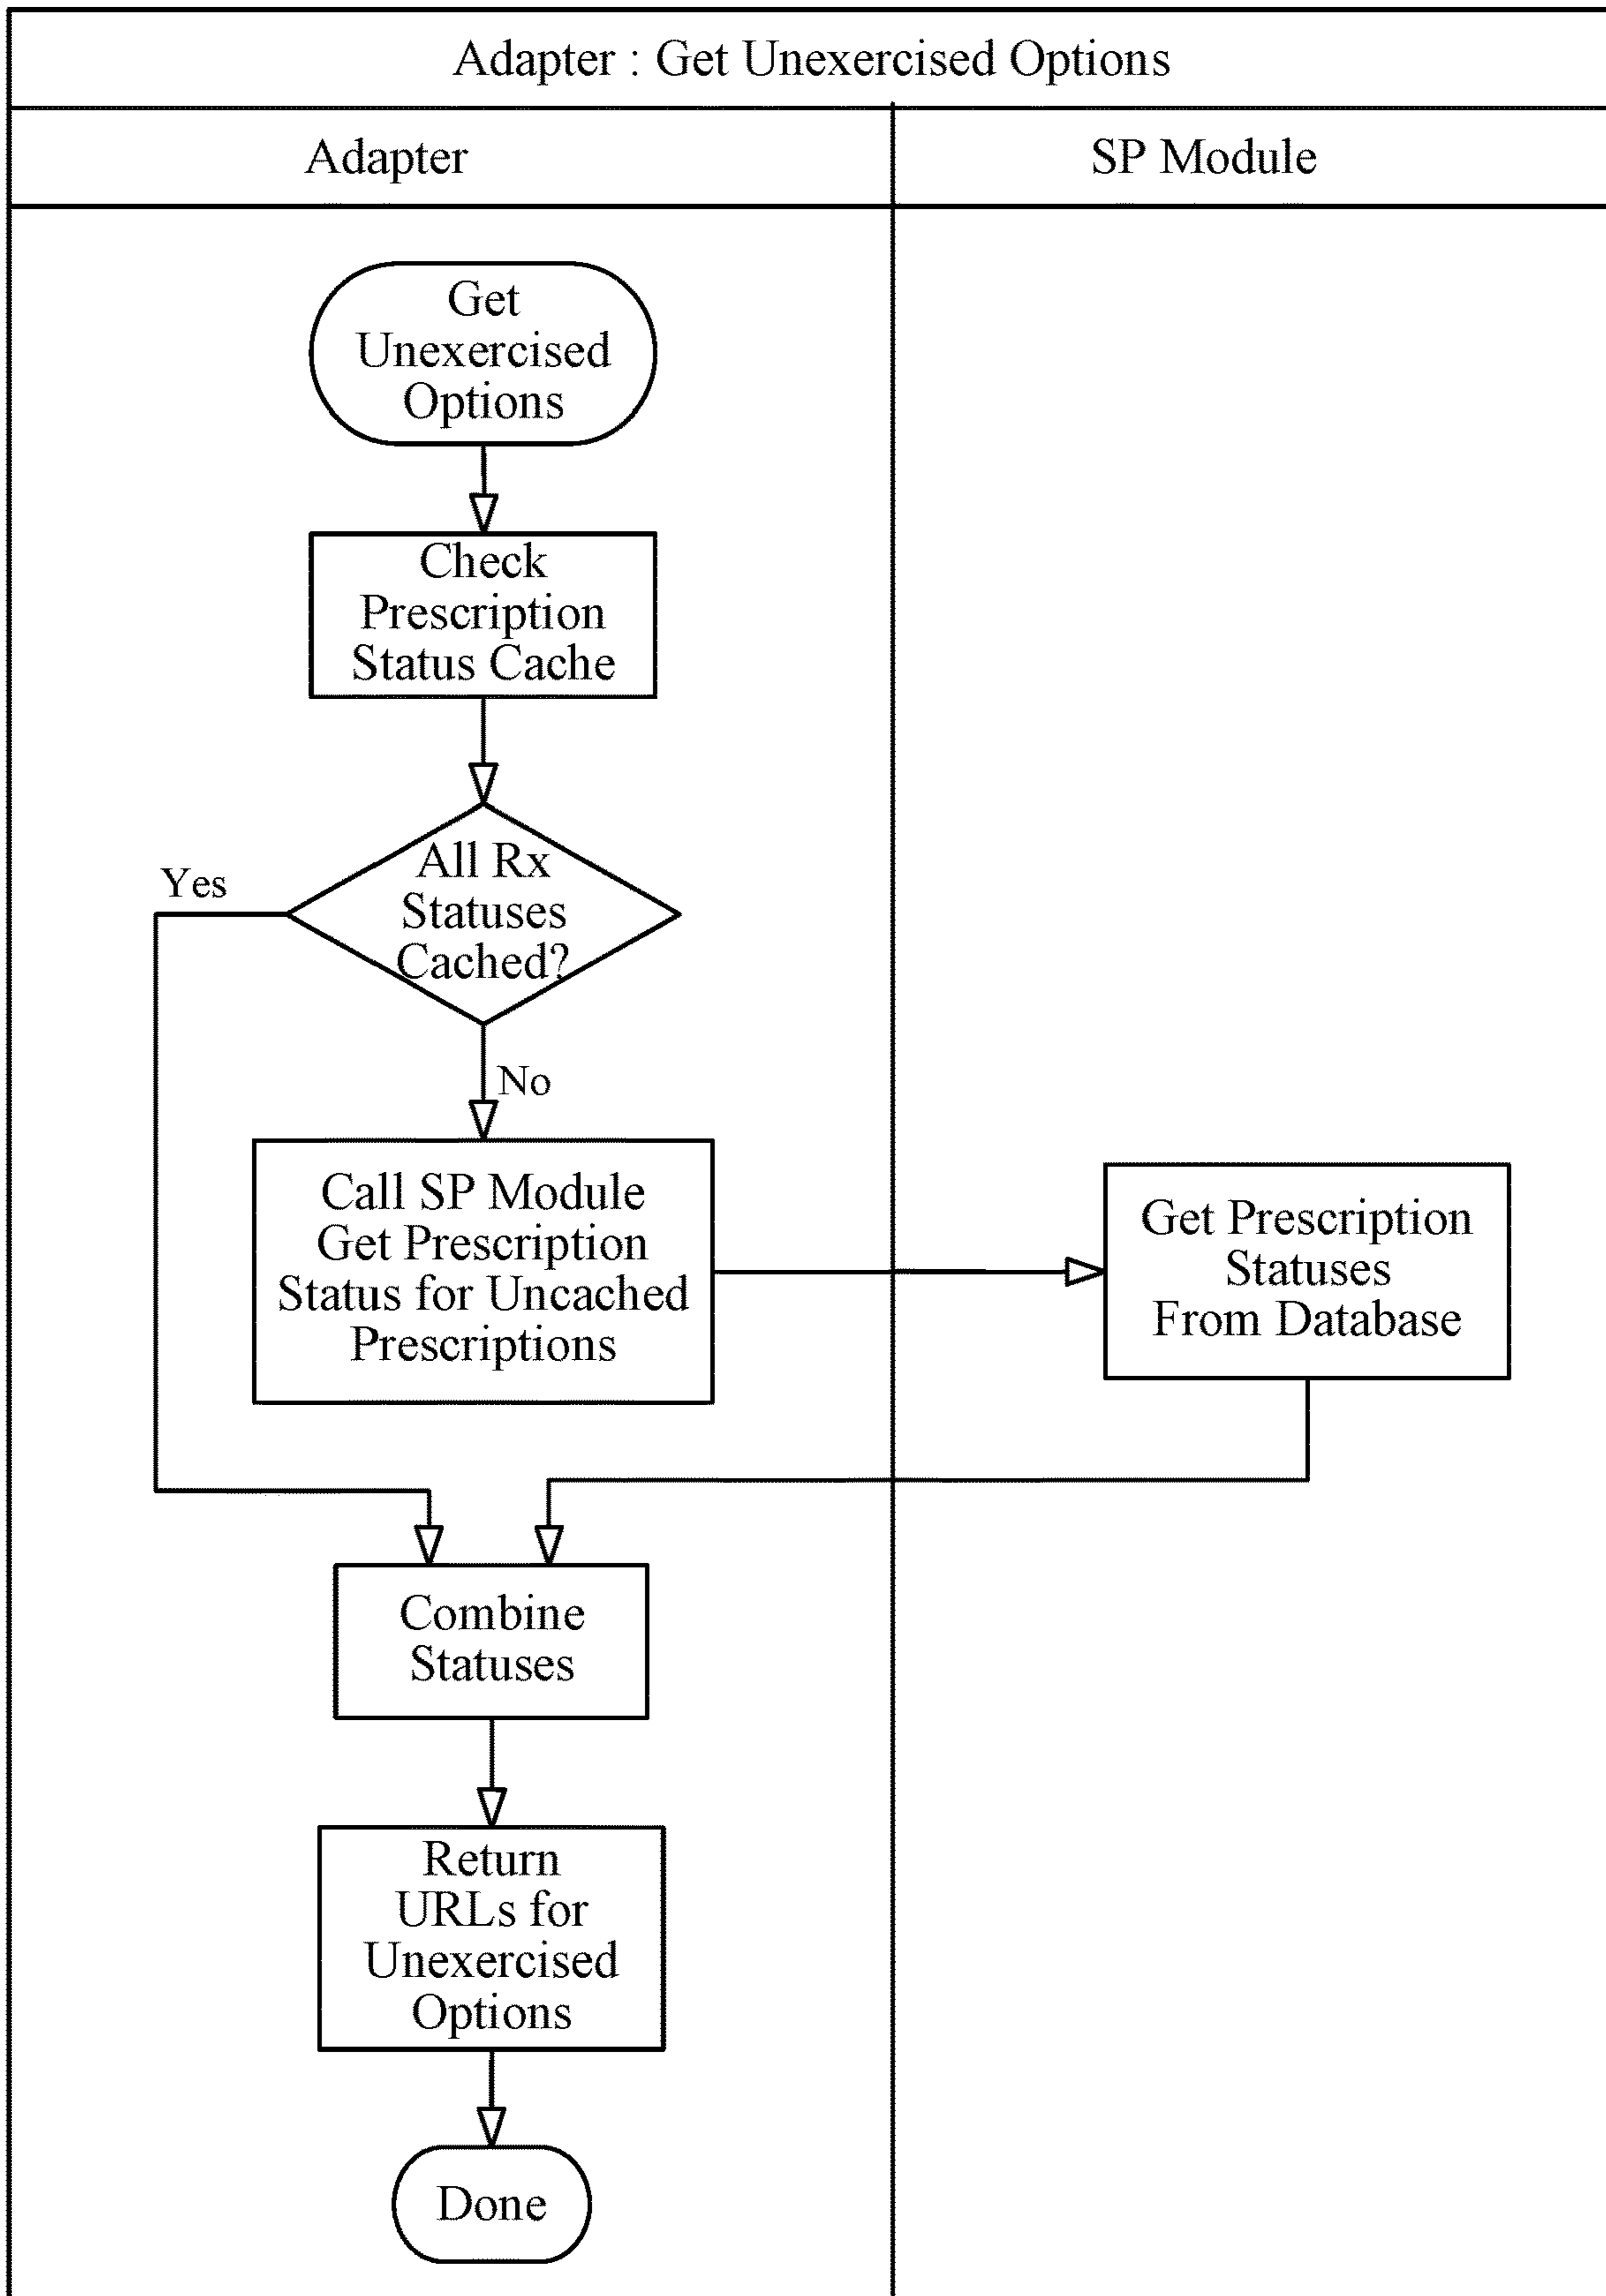 Adapter : Get Unexercised Options
Adapter
SP Module
Get
Unexercised
Options
Check
Prescription
Status Cache
All Rx
Statuses
Cached?
Yes
No
Call SP Module
Get Prescription
Status for Uncached
Prescriptions
Get Prescription
Statuses
From Database
Combine
Statuses
Return
URLs for
Unexercised
Options
Done